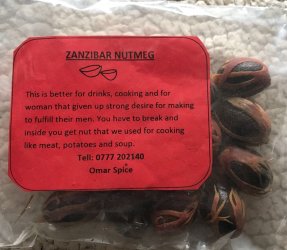 ZANZIBAR NUTMEG
This is better for drinks, cooking and for
woman that given up strong desire for making
to fulfill their men. You have to break and
inside you get nut that we used for cooking
like meat, potatoes and soup.
Tell: 0777 202140
Omar Spice